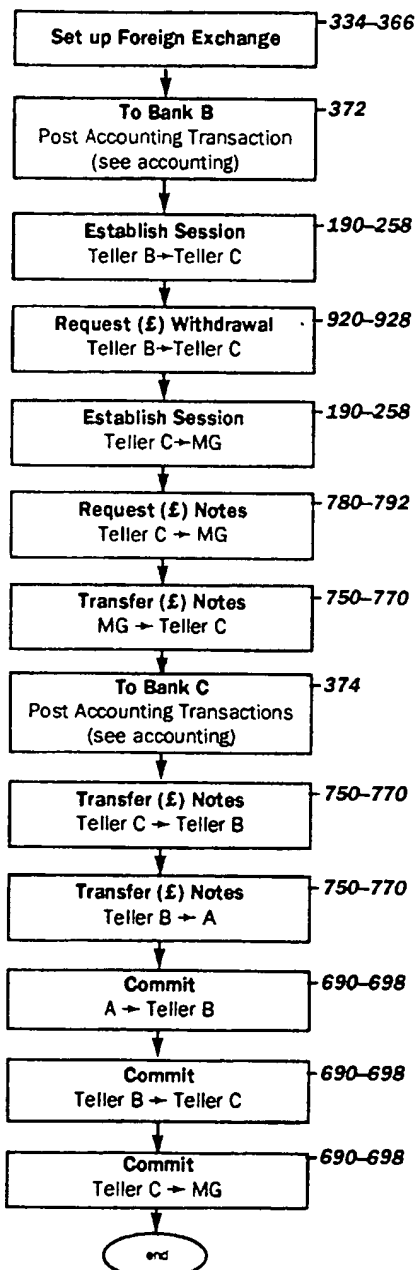 Set up Foreign Exchange
334–366
To Bank B
372
Post Accounting Transaction
(see accounting)
Establish Session
190–258
Teller B→Teller C
Request (£) Withdrawal
920–928
Teller B→Teller C
Establish Session
190–258
Teller C→MG
Request (£) Notes
780–792
Teller C → MG
Transfer (£) Notes
750–770
MG → Teller C
To Bank C
374
Post Accounting Transactions
(see accounting)
Transfer (£) Notes
750–770
Teller C → Teller B
Transfer (£) Notes
750–770
Teller B → A
Commit
690–698
A → Teller B
Commit
690–698
Teller B → Teller C
Commit
690–698
Teller C → MG
end